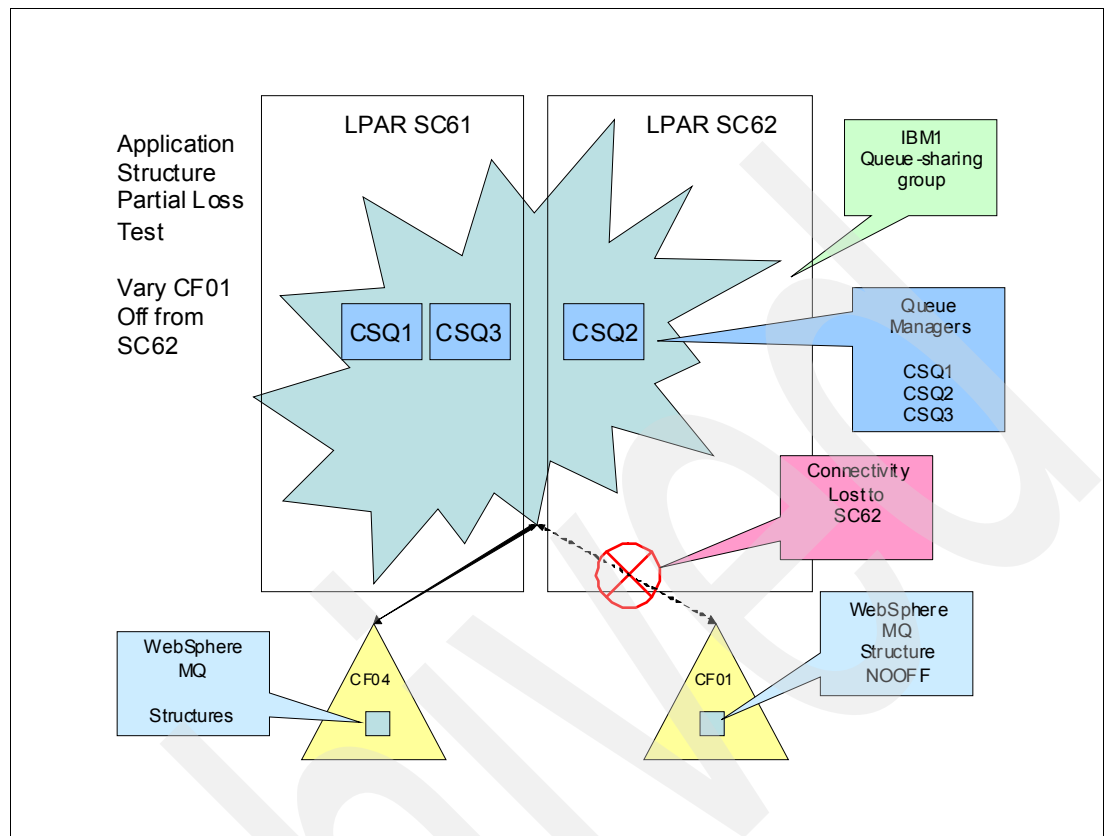 Application
Structure
Partial Loss
Test
Vary CF01
Off from
SC62
LPAR SC61
LPAR SC62
IBM1
Queue-sharing
group
CSQ1
CSQ3
CSQ2
Queue
Managers
CSQ1
CSQ2
CSQ3
Connectivity
Lost to
SC62
WebSphere
MQ
Structures
CF04
CF01
WebSphere
MQ
Structure
NOOFF